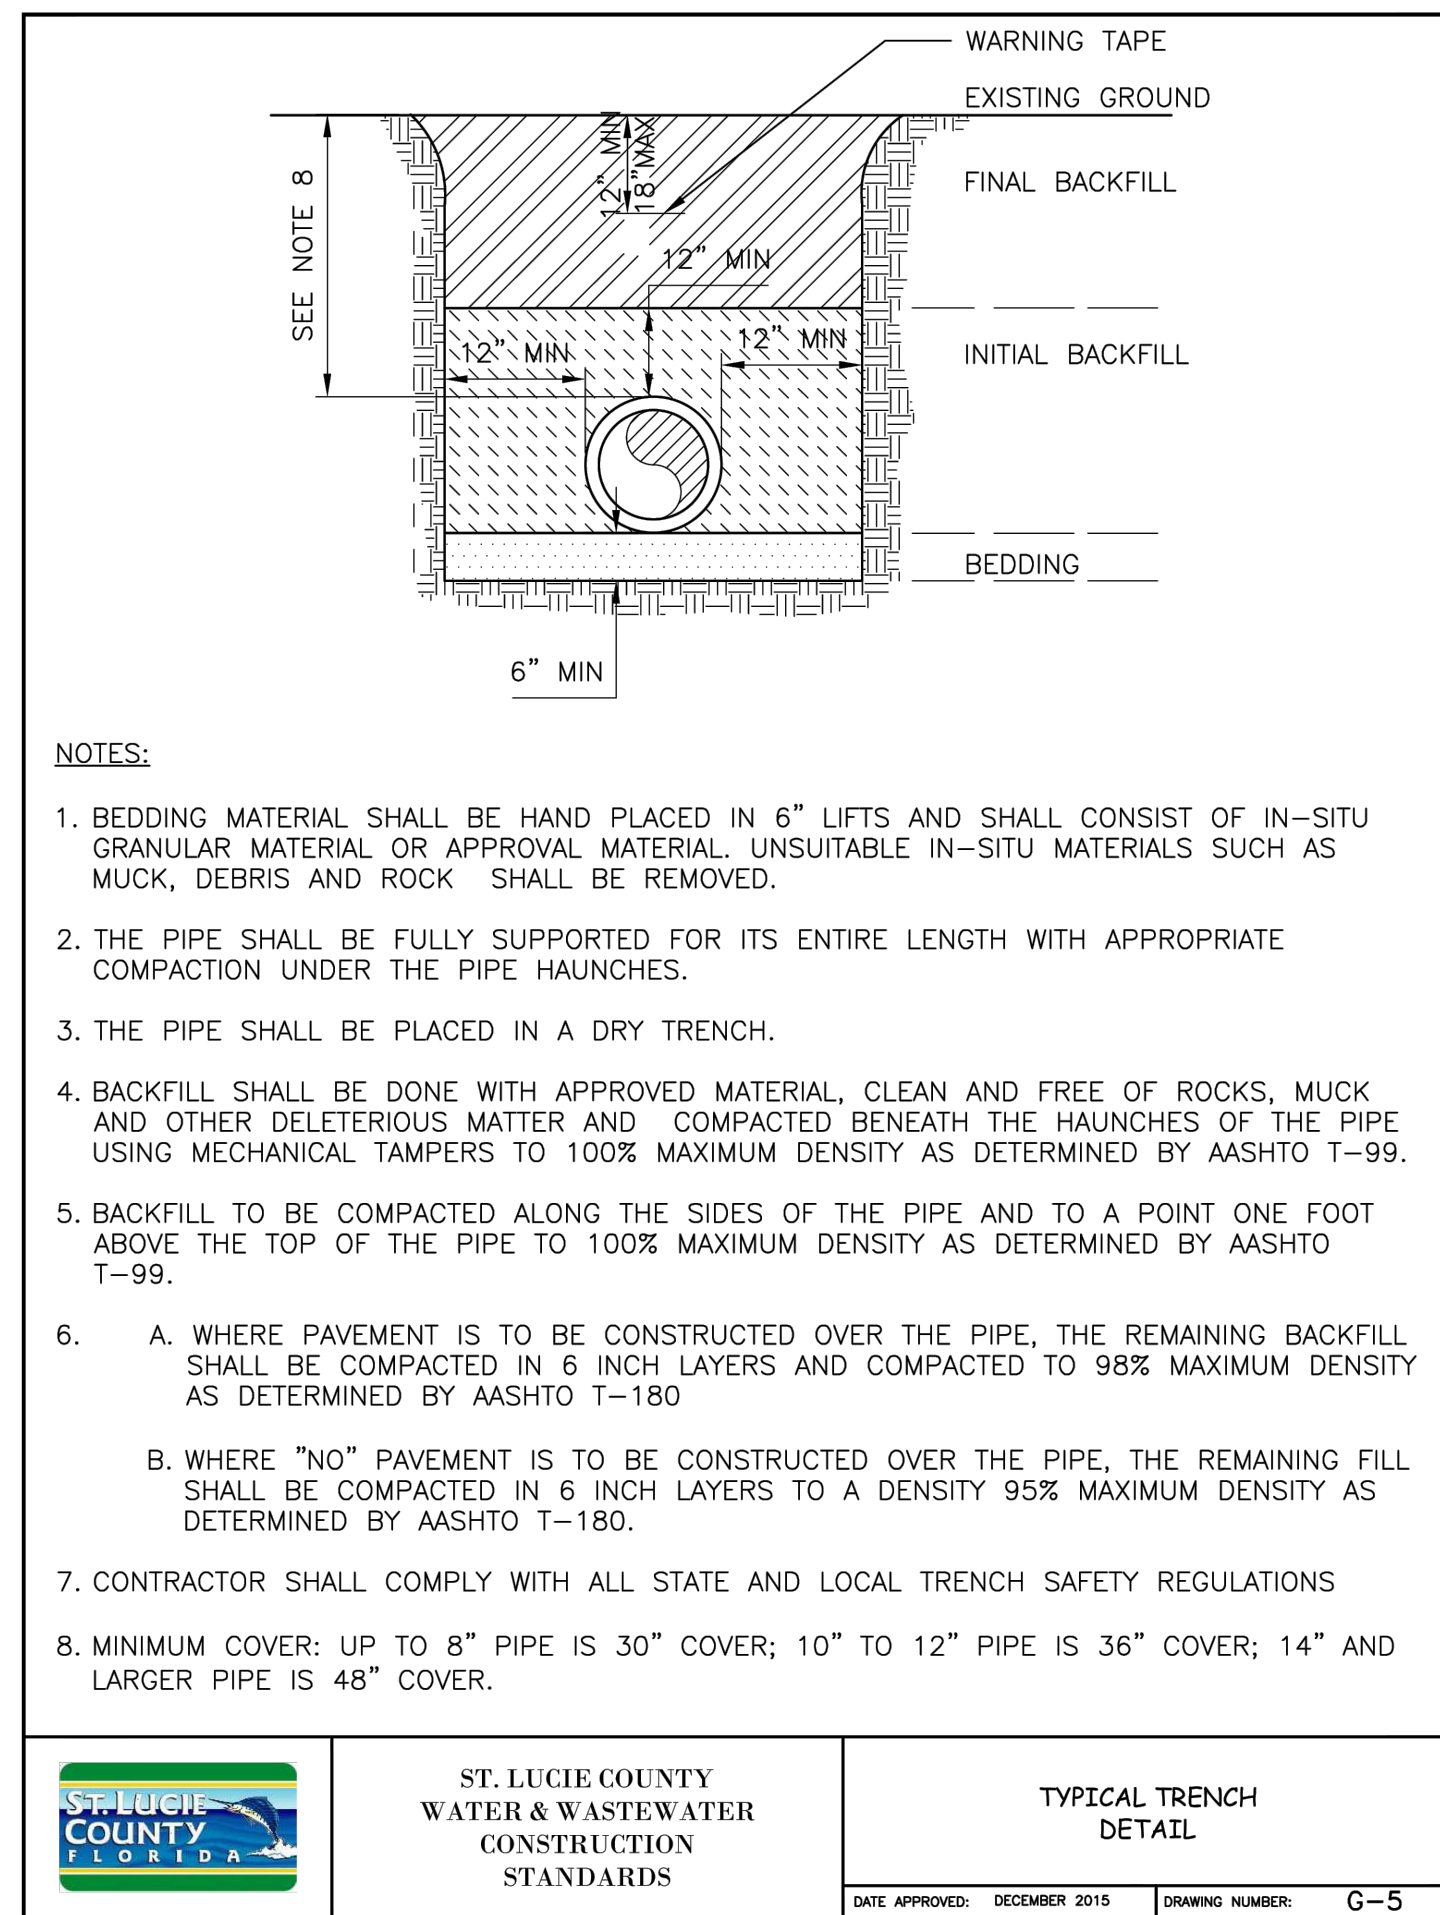 WARNING TAPE
EXISTING GROUND
12” MIN
18”MAX
SEE NOTE 8
FINAL BACKFILL
12” MIN
12” MIN
12” MIN
INITIAL BACKFILL
BEDDING
6” MIN
NOTES:
1. BEDDING MATERIAL SHALL BE HAND PLACED IN 6” LIFTS AND SHALL CONSIST OF IN–SITU
GRANULAR MATERIAL OR APPROVAL MATERIAL. UNSUITABLE IN–SITU MATERIALS SUCH AS
MUCK, DEBRIS AND ROCK SHALL BE REMOVED.
2. THE PIPE SHALL BE FULLY SUPPORTED FOR ITS ENTIRE LENGTH WITH APPROPRIATE
COMPACTION UNDER THE PIPE HAUNCHES.
3. THE PIPE SHALL BE PLACED IN A DRY TRENCH.
4. BACKFILL SHALL BE DONE WITH APPROVED MATERIAL, CLEAN AND FREE OF ROCKS, MUCK
AND OTHER DELETERIOUS MATTER AND COMPACTED BENEATH THE HAUNCHES OF THE PIPE
USING MECHANICAL TAMPERS TO 100% MAXIMUM DENSITY AS DETERMINED BY AASHTO T–99.
5. BACKFILL TO BE COMPACTED ALONG THE SIDES OF THE PIPE AND TO A POINT ONE FOOT
ABOVE THE TOP OF THE PIPE TO 100% MAXIMUM DENSITY AS DETERMINED BY AASHTO
T–99.
6. A. WHERE PAVEMENT IS TO BE CONSTRUCTED OVER THE PIPE, THE REMAINING BACKFILL
SHALL BE COMPACTED IN 6 INCH LAYERS AND COMPACTED TO 98% MAXIMUM DENSITY
AS DETERMINED BY AASHTO T–180
B. WHERE ”NO” PAVEMENT IS TO BE CONSTRUCTED OVER THE PIPE, THE REMAINING FILL
SHALL BE COMPACTED IN 6 INCH LAYERS TO A DENSITY 95% MAXIMUM DENSITY AS
DETERMINED BY AASHTO T–180.
7. CONTRACTOR SHALL COMPLY WITH ALL STATE AND LOCAL TRENCH SAFETY REGULATIONS
8. MINIMUM COVER: UP TO 8” PIPE IS 30” COVER; 10” TO 12” PIPE IS 36” COVER; 14” AND
LARGER PIPE IS 48” COVER.
ST. LUCIE
COUNTY
FLORIDA
ST. LUCIE COUNTY
WATER & WASTEWATER
CONSTRUCTION
STANDARDS
TYPICAL TRENCH
DETAIL
DATE APPROVED: DECEMBER 2015
DRAWING NUMBER: G–5